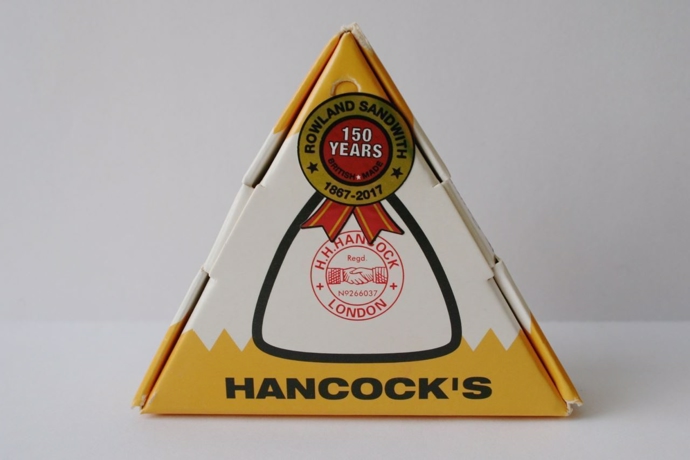 ROWLAND SANDWITH
150
YEARS
BRITISH MADE
1867-2017
H.H.HANCOCK
Regd.
Nº266037
LONDON
HANCOCK'S